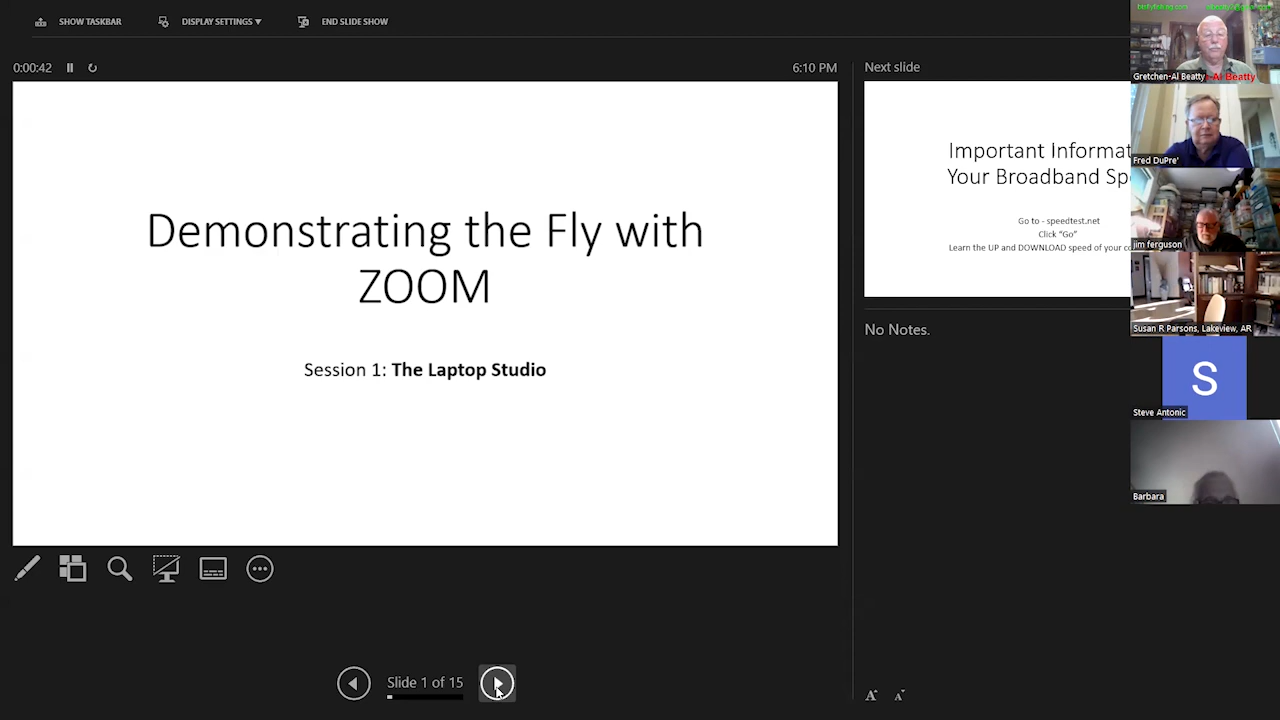 SHOW TASKBAR
DISPLAY SETTINGS
END SLIDE SHOW
0:00:42
6:10 PM
Demonstrating the Fly with
ZOOM
Session 1: The Laptop Studio
Slide 1 of 15
Next slide
Important Informat
Your Broadband Sp
Go to - speedtest.net
Click “Go”
Learn the UP and DOWNLOAD speed of your co
No Notes.
A A
Gretchen-Al Beatty
Al Beatty
Fred DuPre'
jim ferguson
Susan R Parsons, Lakeview, AR
S
Steve Antonic
Barbara